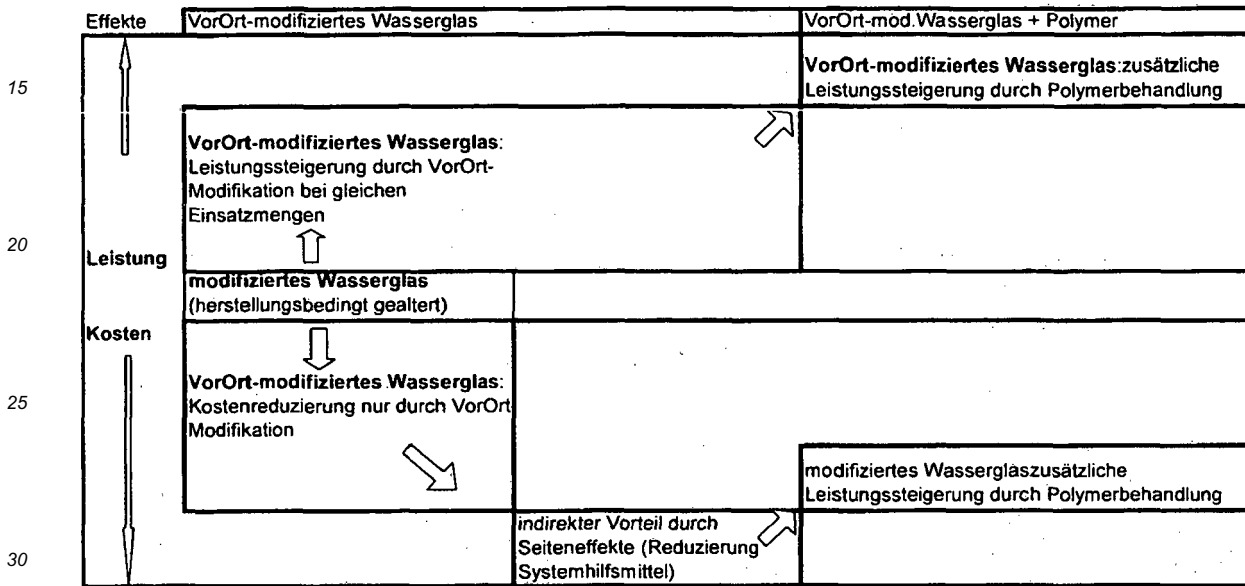 Effekte VorOrt-modifiziertes Wasserglas VorOrt-mod.Wasserglas + Polymer
VorOrt-modifiziertes Wasserglas:zusätzliche
15 Leistungssteigerung durch Polymerbehandlung
VorOrt-modifiziertes Wasserglas:
Leistungssteigerung durch VorOrt-
Modifikation bei gleichen
Einsatzmengen
20
Leistung
modifiziertes Wasserglas
(herstellungsbedingt gealtert)
Kosten
VorOrt-modifiziertes Wasserglas:
25 Kostenreduzierung nur durch VorOrt
Modifikation
modifiziertes Wasserglaszusätzliche
Leistungssteigerung durch Polymerbehandlung
indirekter Vorteil durch
Seiteneffekte (Reduzierung
30 Systemhilfsmittel)